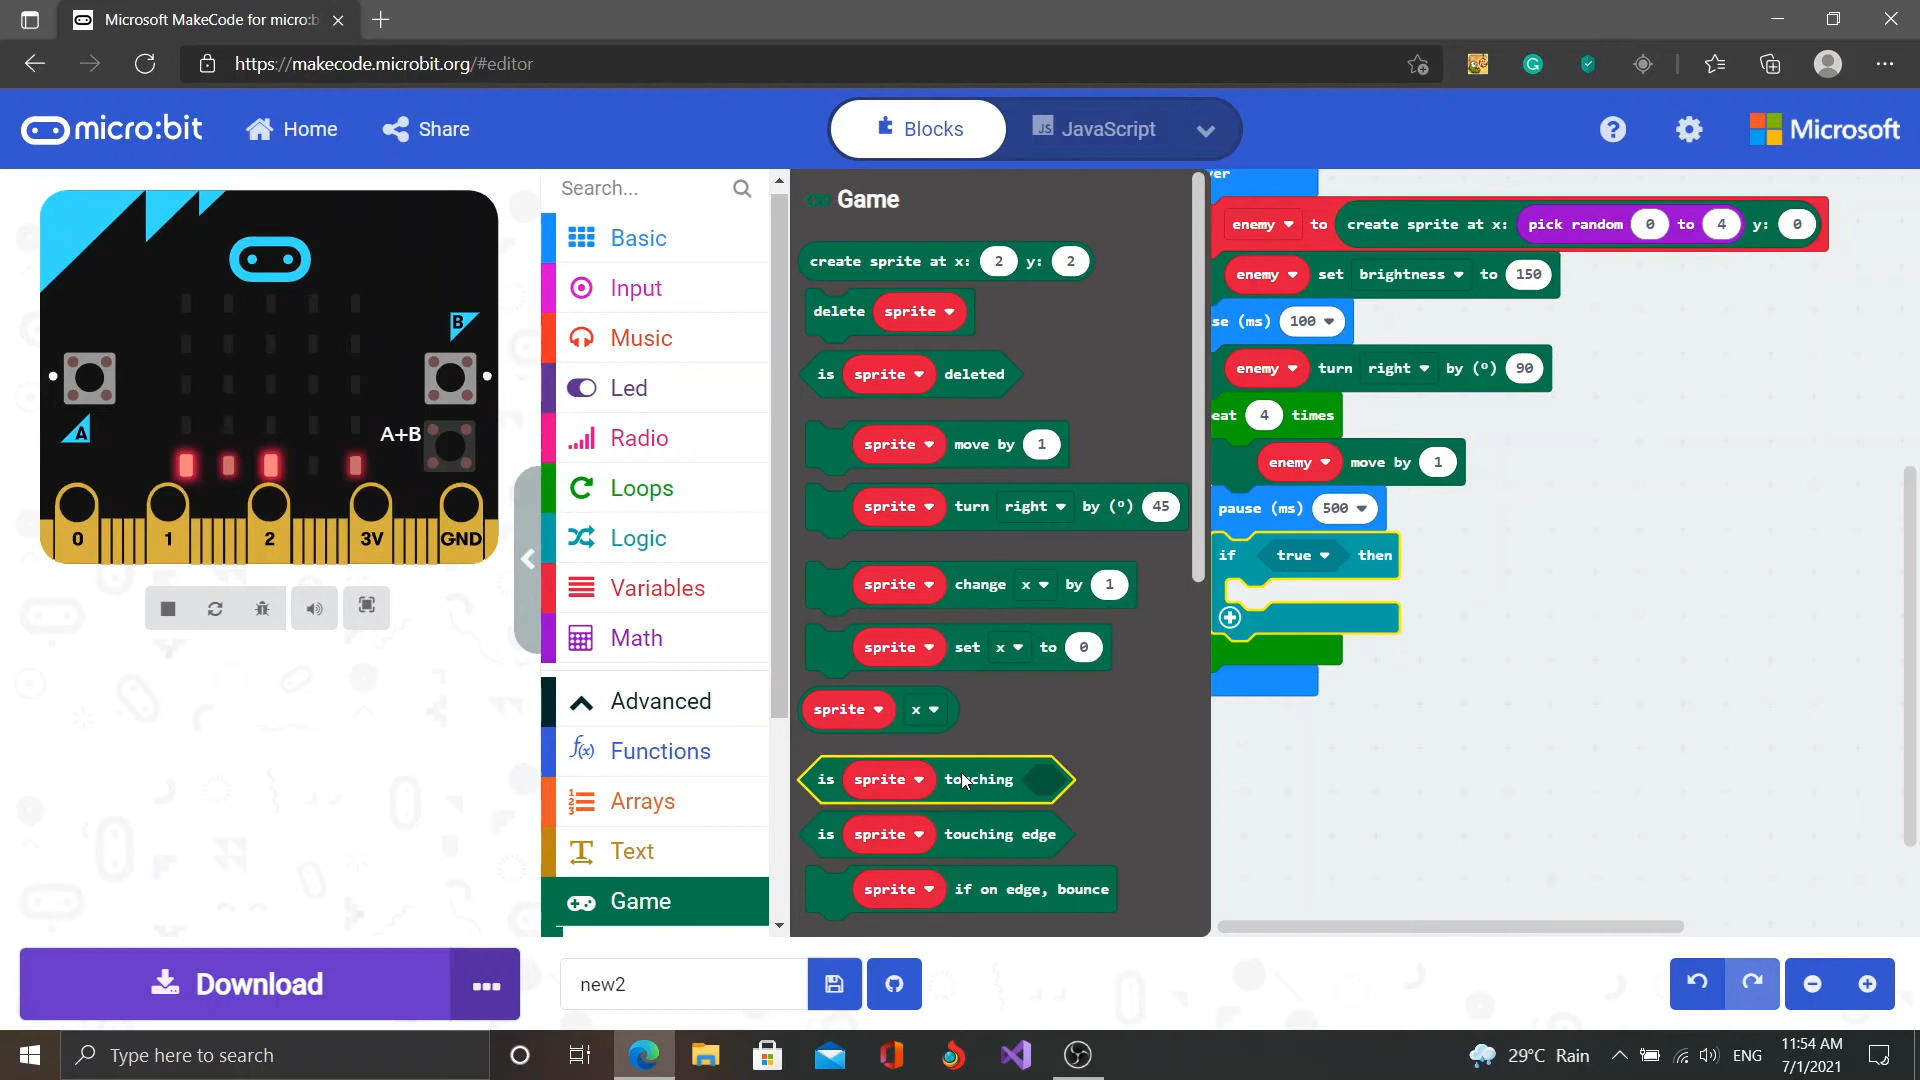 Microsoft MakeCode for micro:b
https://makecode.microbit.org/#editor
micro:bit
Home
Share
Blocks
JS JavaScript
?
Microsoft
B
A
A+B
0 1 2 3V GND
Search...
Basic
Input
Music
Led
Radio
Loops
Logic
Variables
Math
Advanced
f(x) Functions
Arrays
Text
Game
Game
create sprite at x: 2 y: 2
delete sprite
is sprite deleted
sprite move by 1
sprite turn right by (º) 45
sprite change x by 1
sprite set x to 0
sprite x
is sprite touching
is sprite touching edge
sprite if on edge, bounce
ver
enemy to create sprite at x: pick random 0 to 4 y: 0
enemy set brightness to 150
se (ms) 100
enemy turn right by (º) 90
eat 4 times
enemy move by 1
pause (ms) 500
if true then
Download
new2
Type here to search
29°C Rain
ENG
11:54 AM
7/1/2021